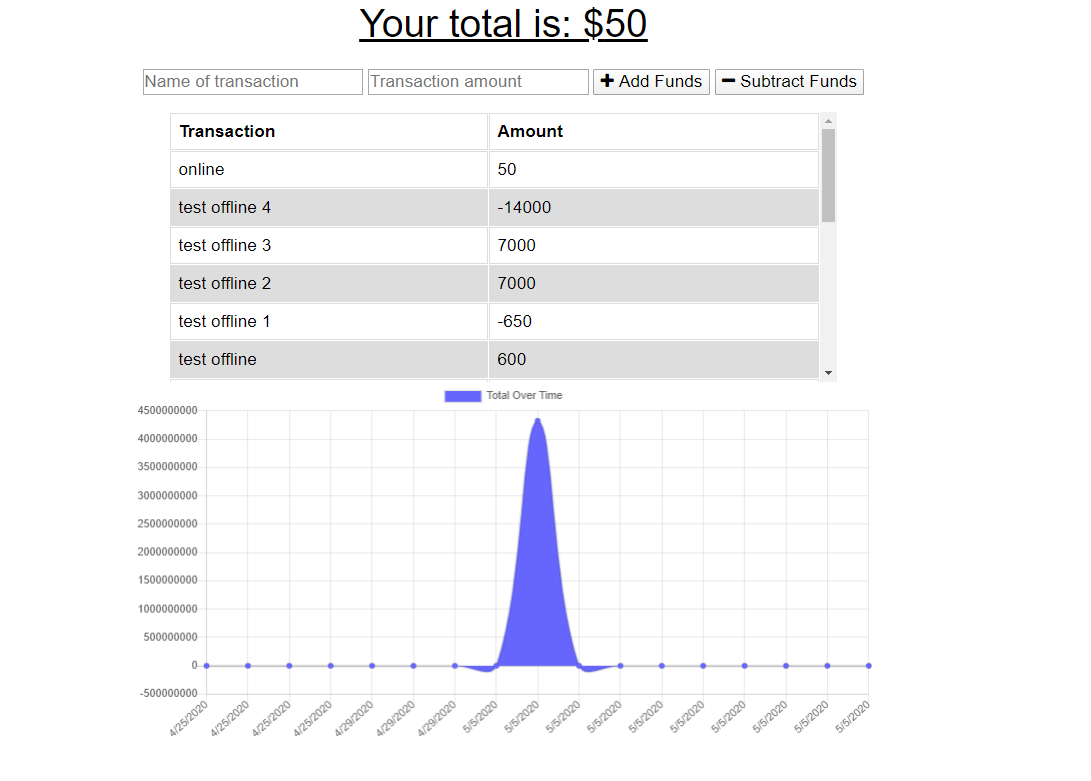 Your total is: $50
Name of transaction Transaction amount + Add Funds − Subtract Funds
Transaction Amount
online 50
test offline 4 -14000
test offline 3 7000
test offline 2 7000
test offline 1 -650
test offline 600
Total Over Time
4500000000
4000000000
3500000000
3000000000
2500000000
2000000000
1500000000
1000000000
500000000
0
-500000000
4/25/2020 4/25/2020 4/25/2020 4/25/2020 4/29/2020 4/29/2020 4/29/2020 5/5/2020 5/5/2020 5/5/2020 5/5/2020 5/5/2020 5/5/2020 5/5/2020 5/5/2020 5/5/2020 5/5/2020